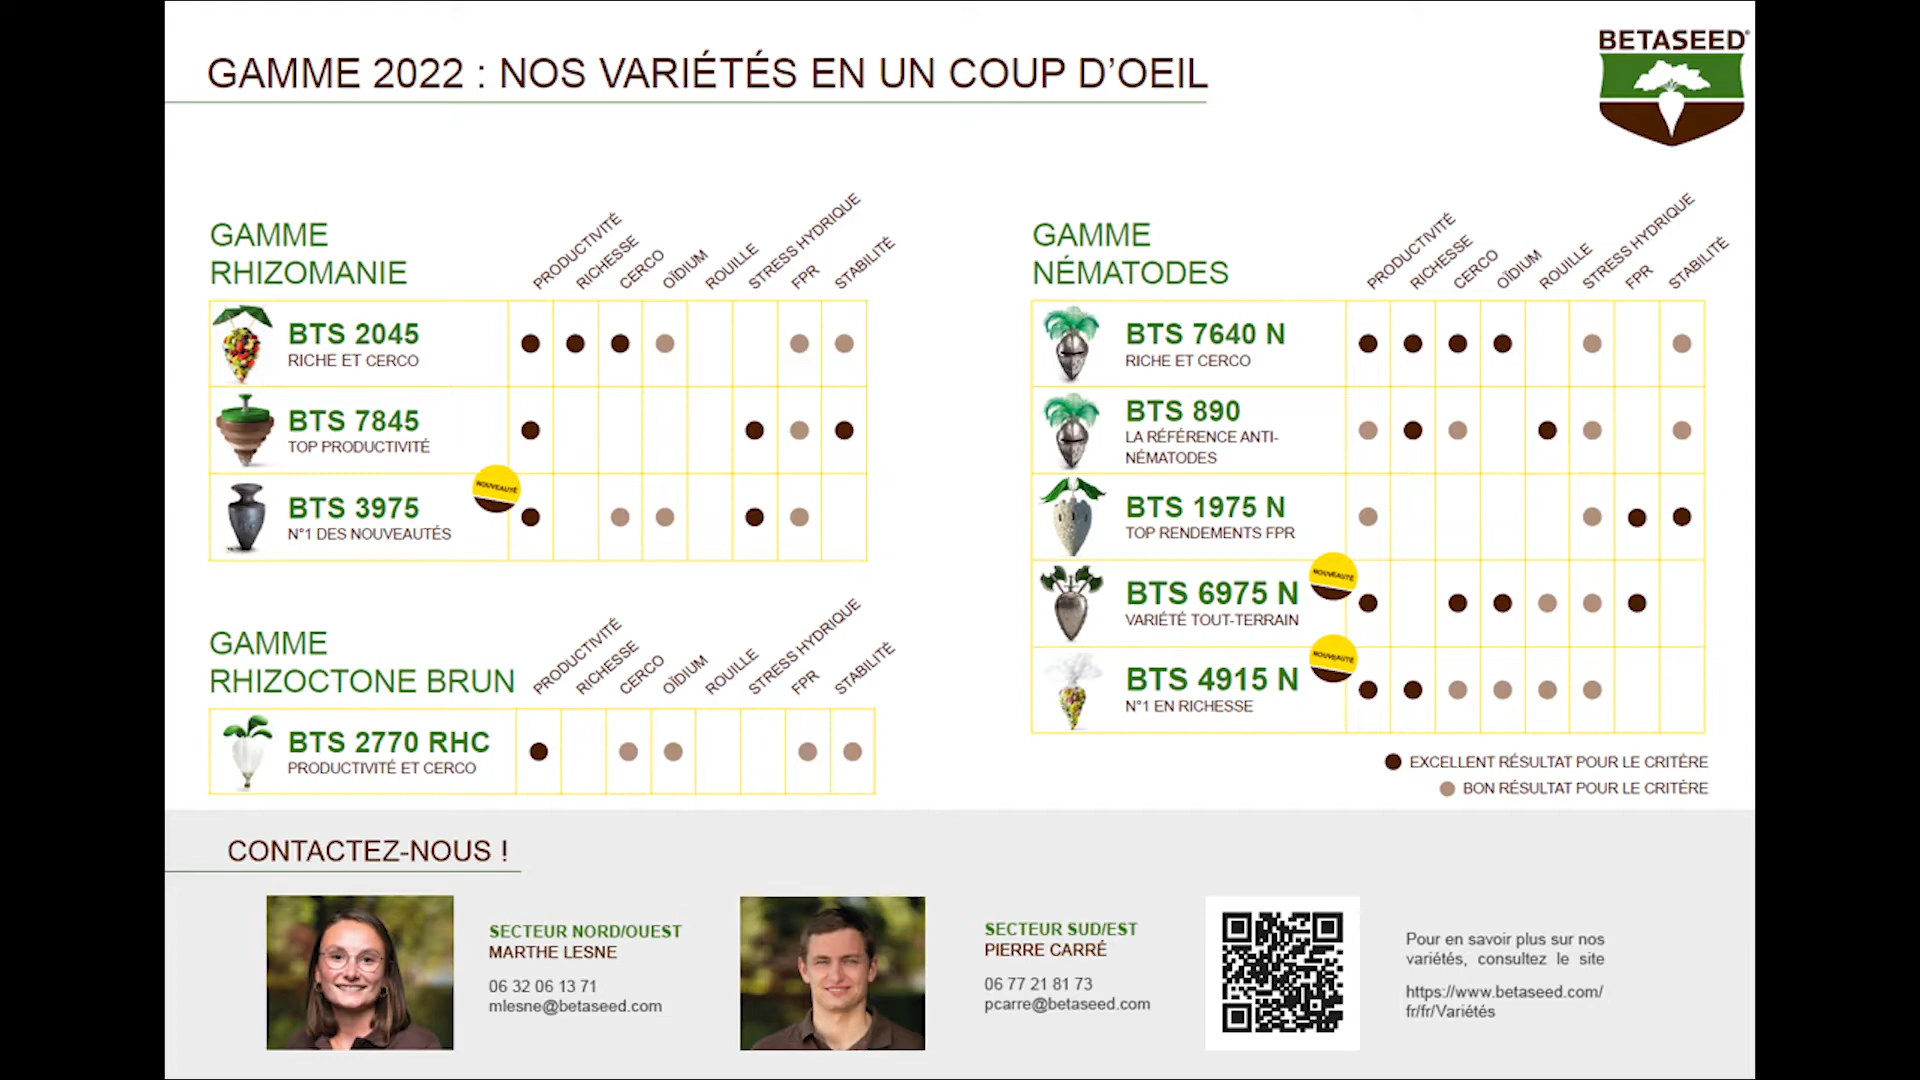 BETASEED
GAMME 2022 : NOS VARIÉTÉS EN UN COUP D'OEIL
GAMME
RHIZOMANIE
PRODUCTIVITÉ
RICHESSE
CERCO
OÏDIUM
ROUILLE
STRESS HYDRIQUE
FPR
STABILITÉ
BTS 2045
RICHE ET CERCO
BTS 7845
TOP PRODUCTIVITÉ
NOUVEAUTÉ
BTS 3975
N°1 DES NOUVEAUTÉS
GAMME
RHIZOCTONE BRUN
PRODUCTIVITÉ
RICHESSE
CERCO
OÏDIUM
ROUILLE
STRESS HYDRIQUE
FPR
STABILITÉ
BTS 2770 RHC
PRODUCTIVITÉ ET CERCO
GAMME
NÉMATODES
PRODUCTIVITÉ
RICHESSE
CERCO
OÏDIUM
ROUILLE
STRESS HYDRIQUE
FPR
STABILITÉ
BTS 7640 N
RICHE ET CERCO
BTS 890
LA RÉFÉRENCE ANTI-
NÉMATODES
BTS 1975 N
TOP RENDEMENTS FPR
NOUVEAUTÉ
BTS 6975 N
VARIÉTÉ TOUT-TERRAIN
NOUVEAUTÉ
BTS 4915 N
N°1 EN RICHESSE
EXCELLENT RÉSULTAT POUR LE CRITÈRE
BON RÉSULTAT POUR LE CRITÈRE
CONTACTEZ-NOUS !
SECTEUR NORD/OUEST
MARTHE LESNE
06 32 06 13 71
mlesne@betaseed.com
SECTEUR SUD/EST
PIERRE CARRÉ
06 77 21 81 73
pcarre@betaseed.com
Pour en savoir plus sur nos
variétés, consultez le site
https://www.betaseed.com/
fr/fr/Variétés